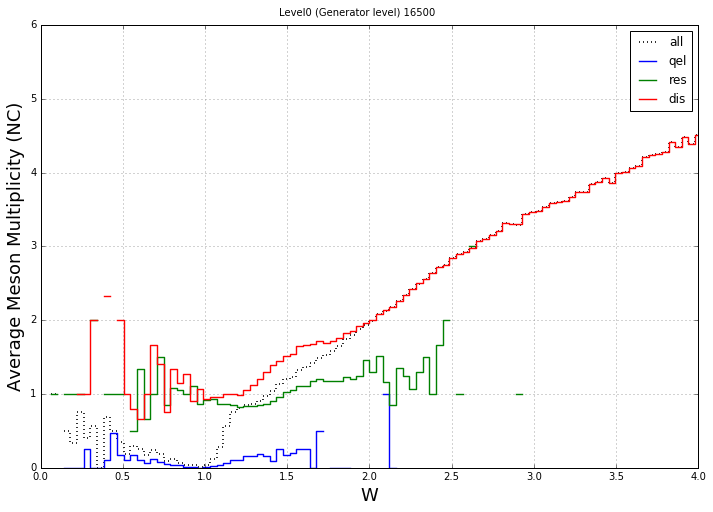 Level0 (Generator level) 16500
Average Meson Multiplicity (NC)
6
5
4
3
2
1
0
all
qel
res
dis
0.0 0.5 1.0 1.5 2.0 2.5 3.0 3.5 4.0
W